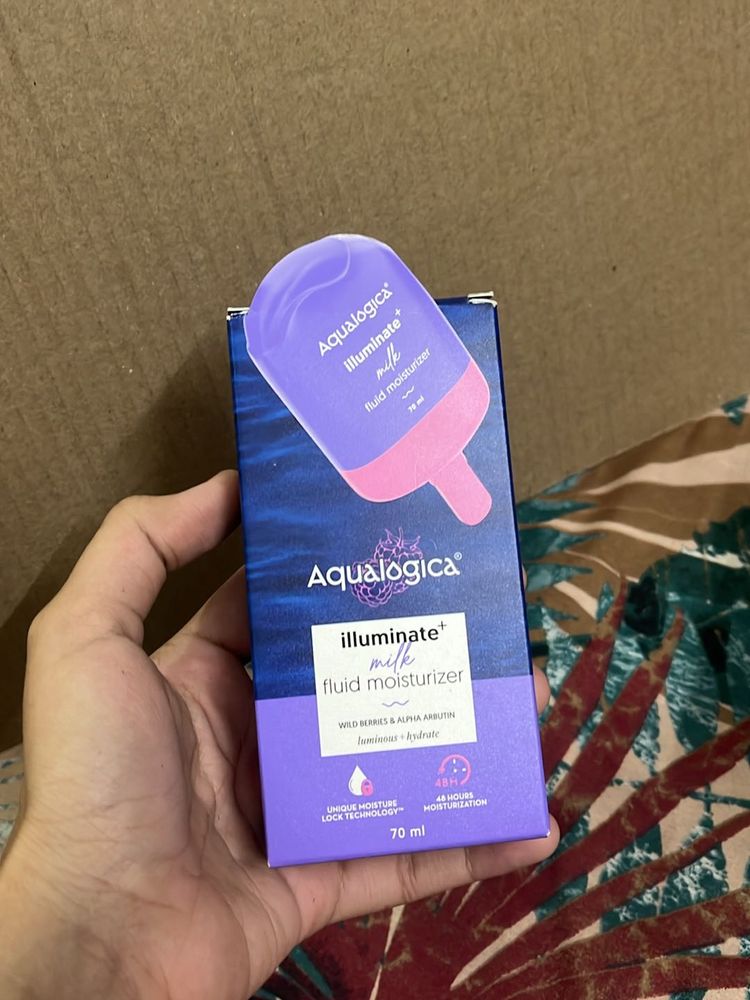 Aqualogica®
illuminate+
milk
fluid moisturizer
70 ml
Aqualogica®
illuminate+
milk
fluid moisturizer
WILD BERRIES & ALPHA ARBUTIN
luminous + hydrate
48H
UNIQUE MOISTURE
LOCK TECHNOLOGY™
48 HOURS
MOISTURIZATION
70 ml